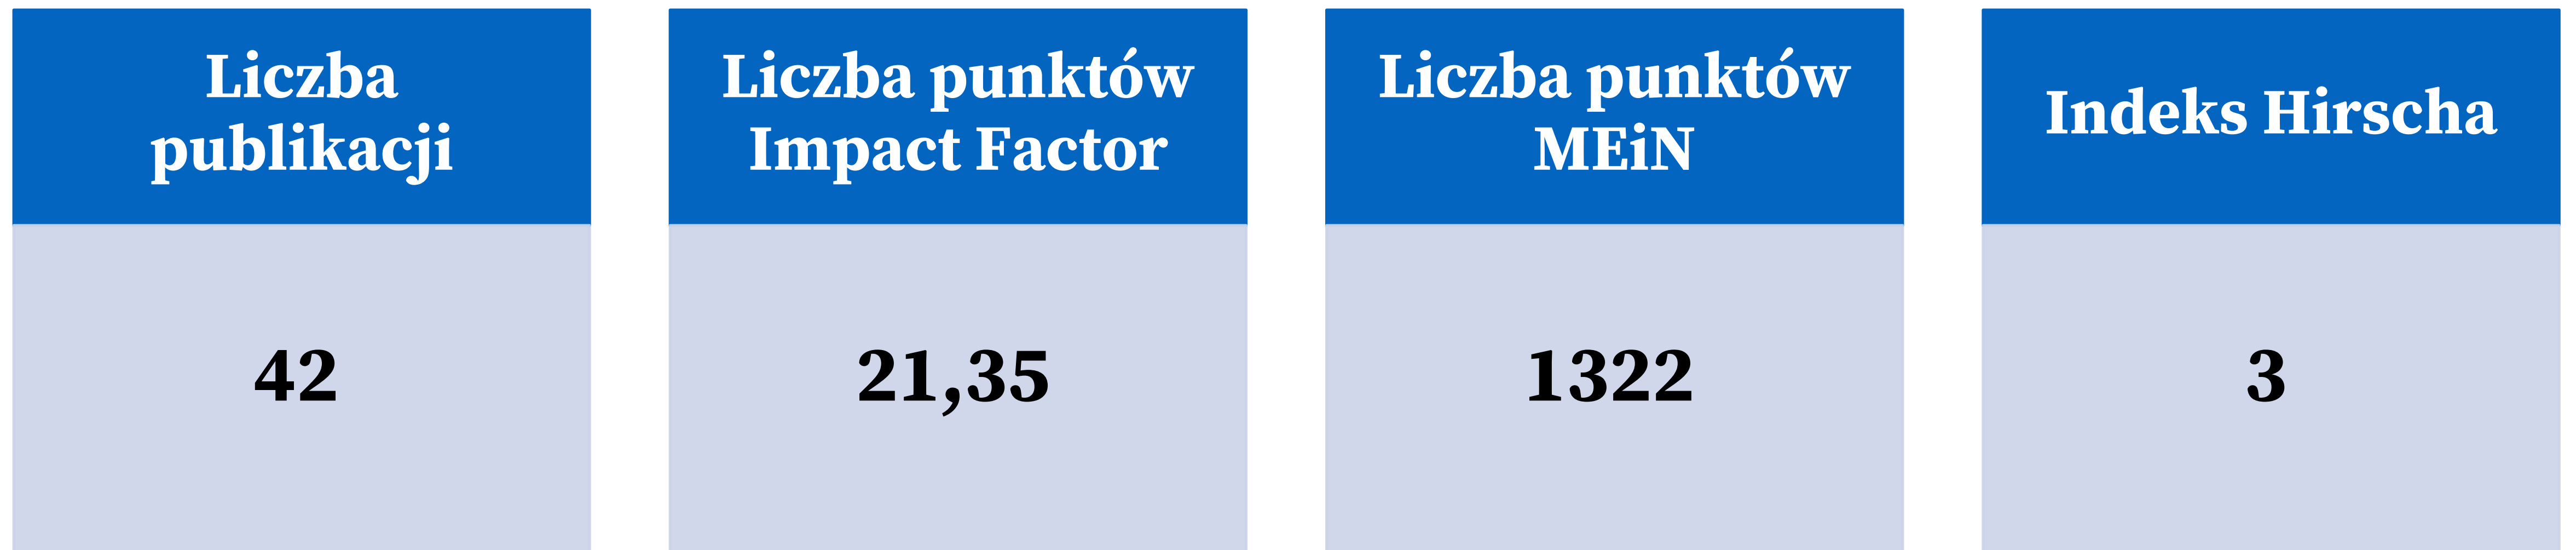 Liczba
publikacji
42
Liczba punktów
Impact Factor
21,35
Liczba punktów
MEiN
1322
Indeks Hirscha
3